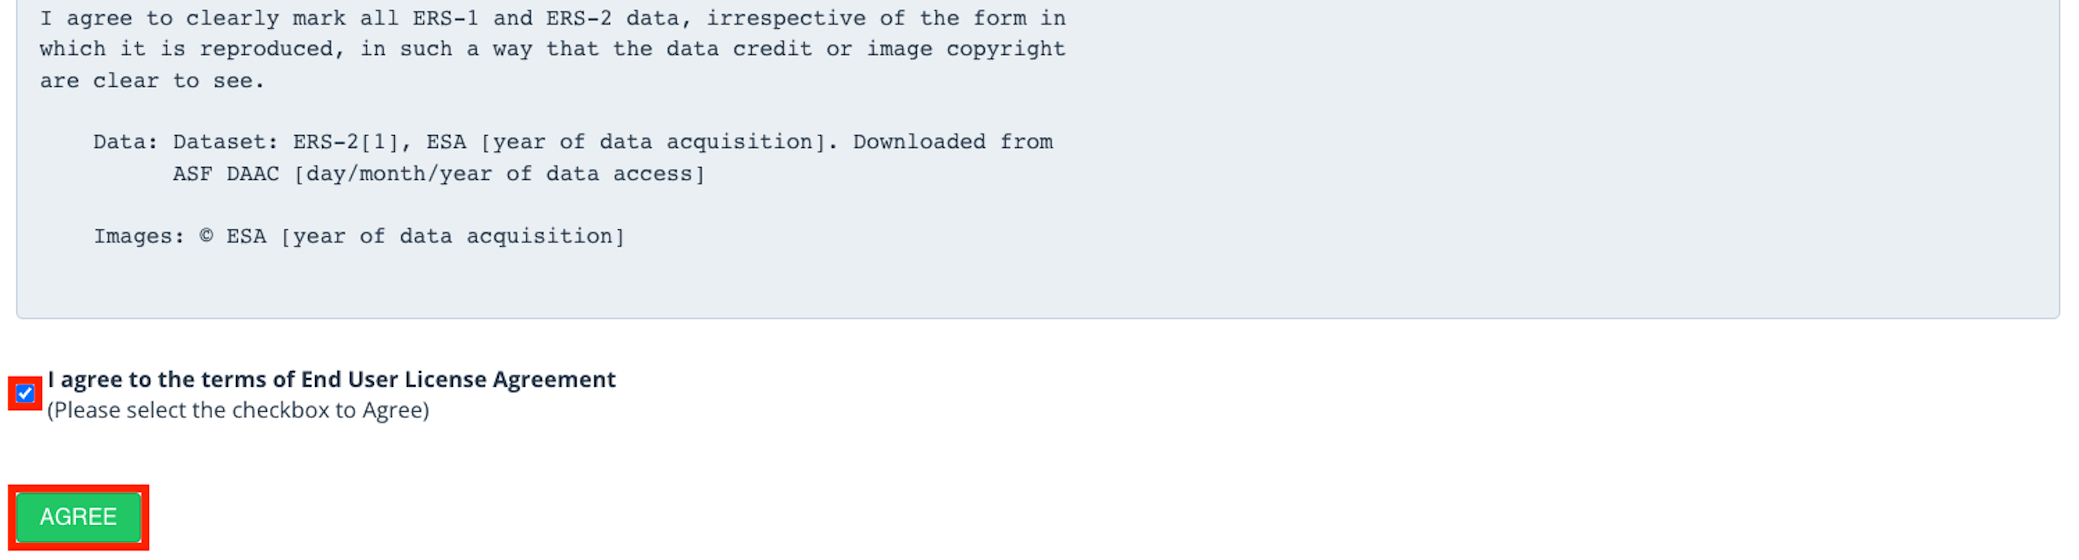 I agree to clearly mark all ERS-1 and ERS-2 data, irrespective of the form in
which it is reproduced, in such a way that the data credit or image copyright
are clear to see.
Data: Dataset: ERS-2[1], ESA [year of data acquisition]. Downloaded from
ASF DAAC [day/month/year of data access]
Images: © ESA [year of data acquisition]
I agree to the terms of End User License Agreement
(Please select the checkbox to Agree)
AGREE